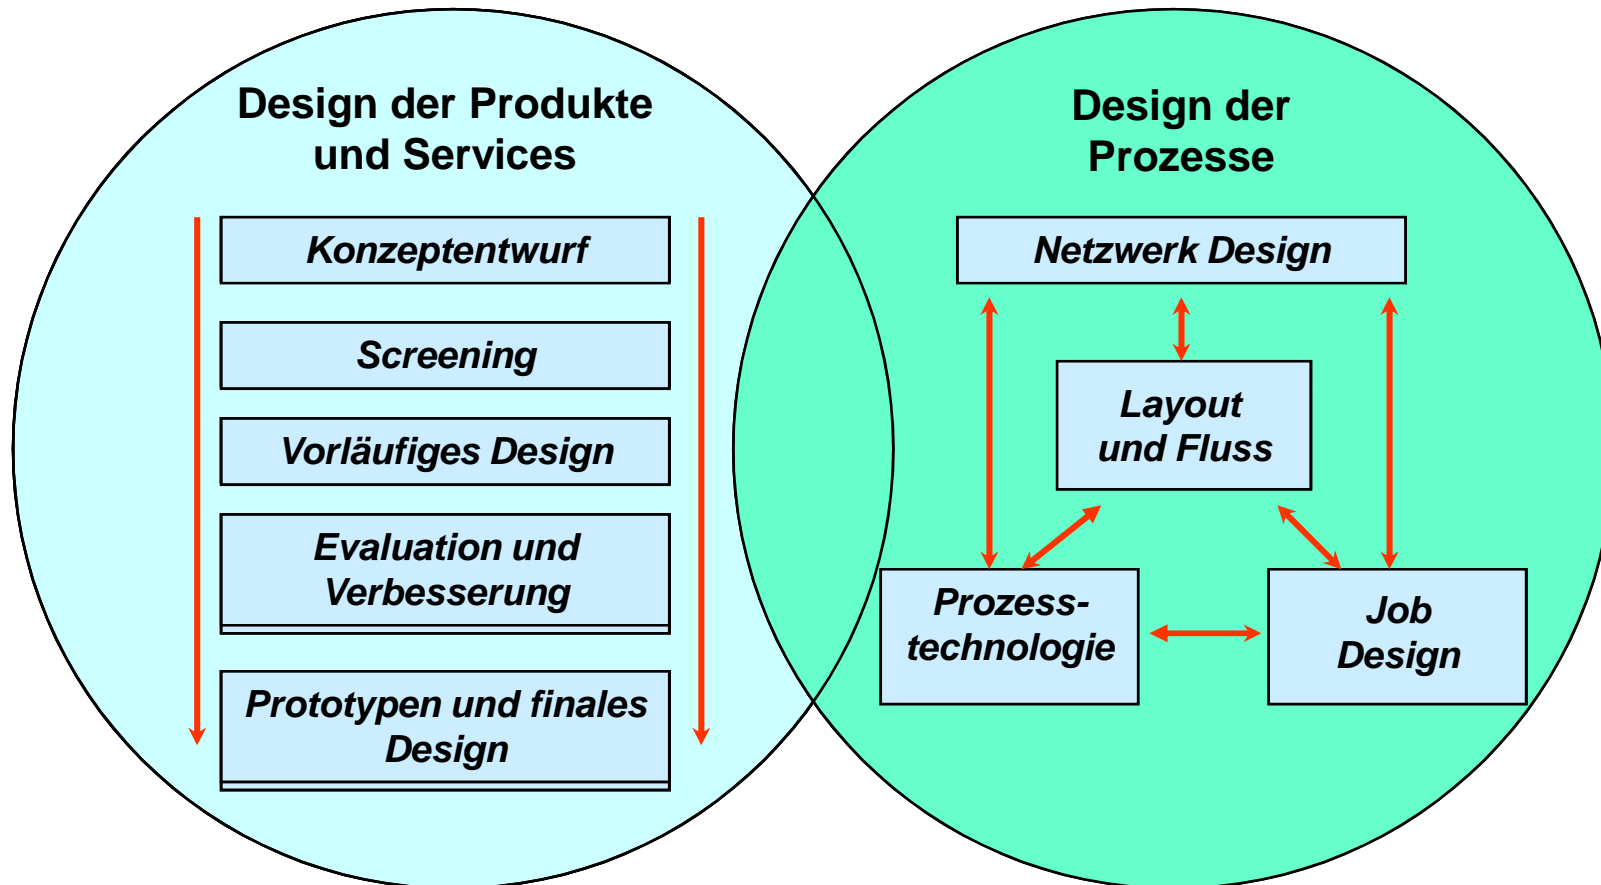 Design der Produkte
und Services
Konzeptentwurf
Screening
Vorläufiges Design
Evaluation und
Verbesserung
Prototypen und finales
Design
Design der
Prozesse
Netzwerk Design
Layout
und Fluss
Prozess-
technologie
Job
Design